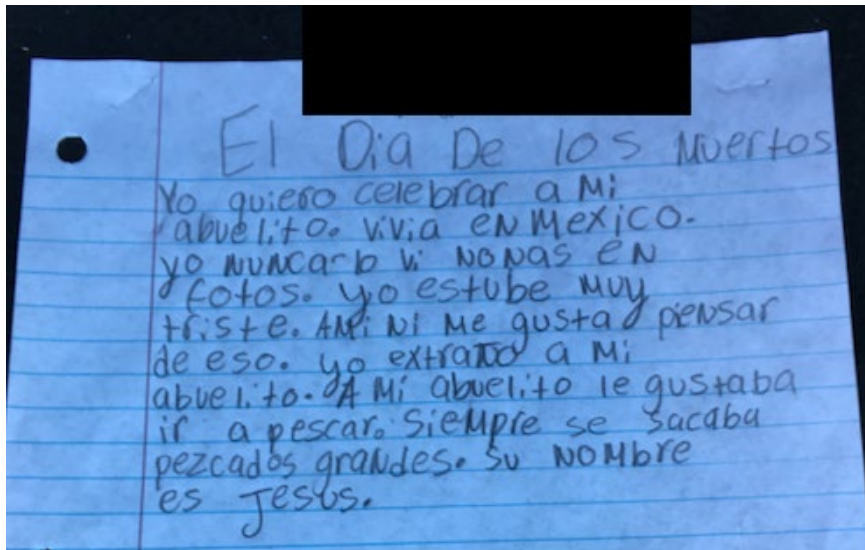 El Dia De los Muertos
Yo quiero celebrar a Mi
abuelito. vivia en Mexico.
yo nunca lo vi nonas en
fotos. yo estube muy
triste. Ami ni me gusta piensar
de eso. yo extraño a Mi
abuelito. A Mi abuelito le gustaba
ir a pescar. Siempre se sacaba
pezcados grandes. Su nombre
es Jesus.